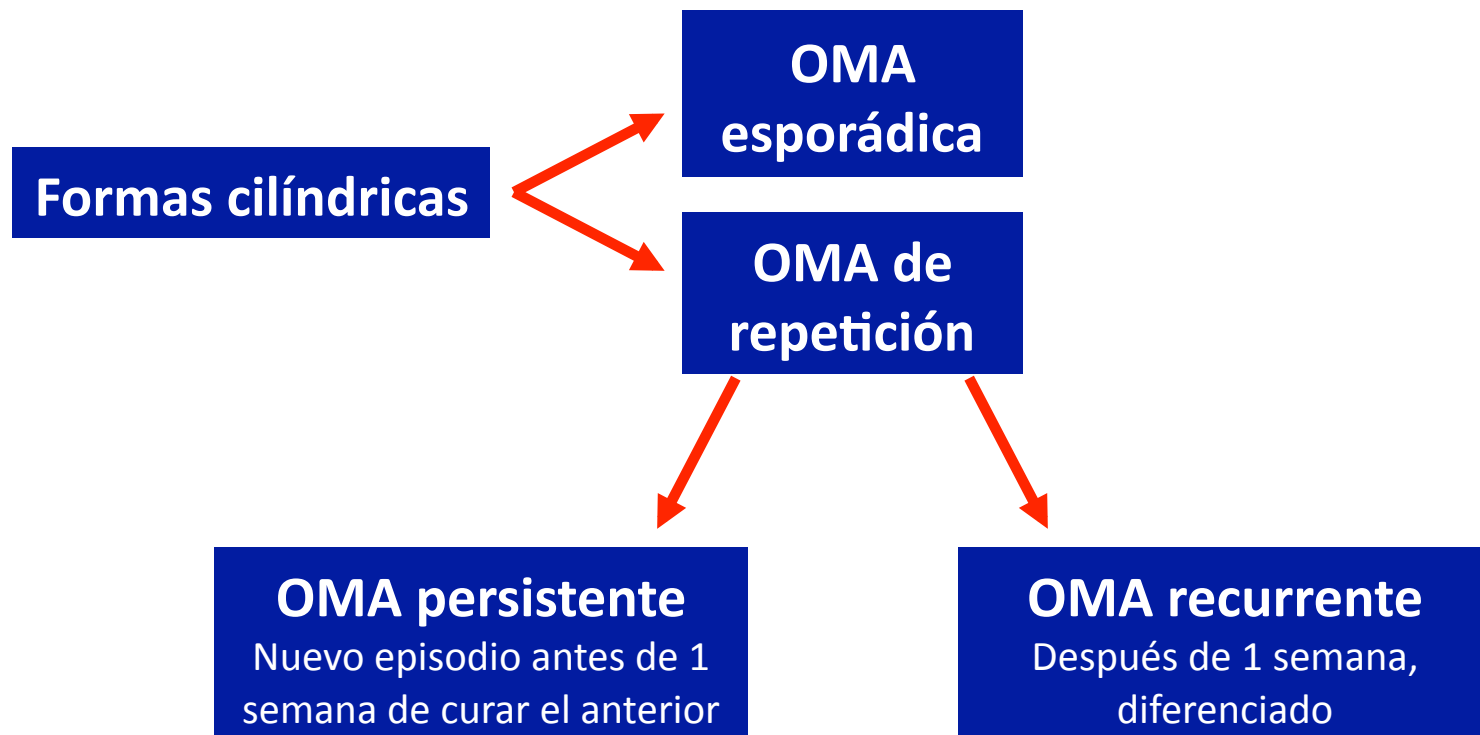 OMA
esporádica
Formas cilíndricas
OMA de
repetición
OMA persistente
Nuevo episodio antes de 1
semana de curar el anterior
OMA recurrente
Después de 1 semana,
diferenciado